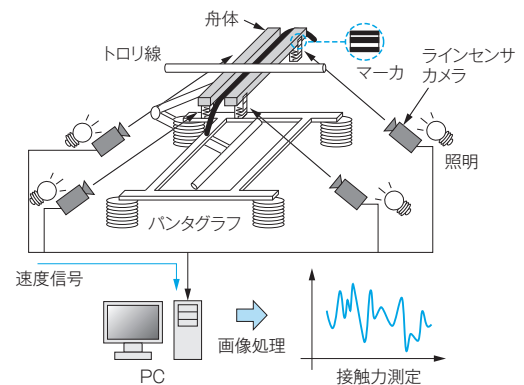 舟体
トロリ線
マーカ
ラインセンサ
カメラ
照明
パンタグラフ
速度信号
PC
画像処理
接触力測定